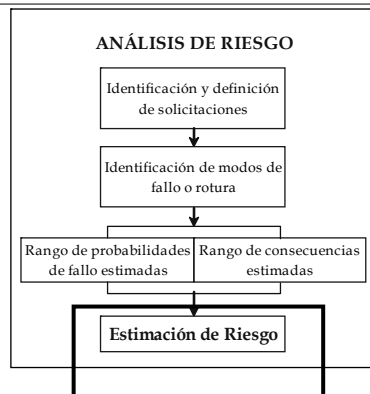 ANÁLISIS DE RIESGO
Identificación y definición
de solicitaciones
Identificación de modos de
fallo o rotura
Rango de probabilidades
de fallo estimadas
Rango de consecuencias
estimadas
Estimación de Riesgo